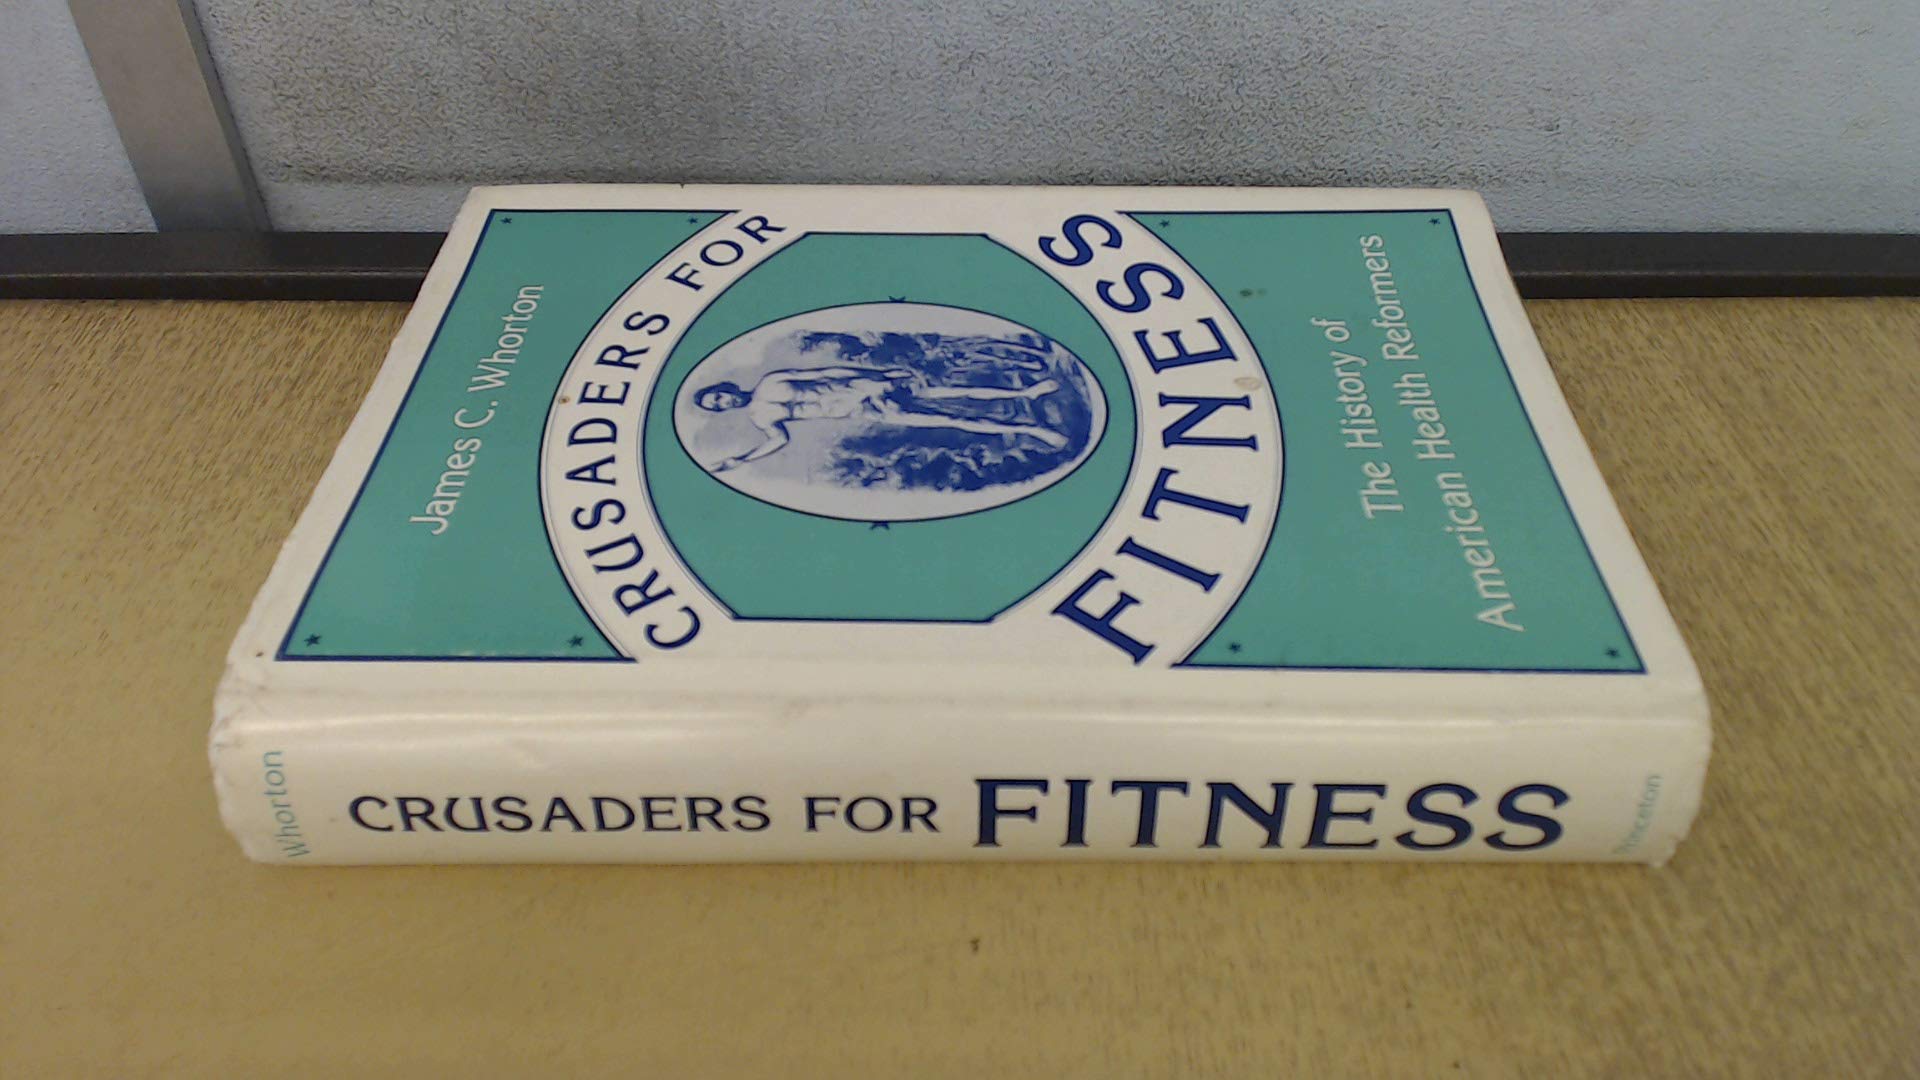 James C. Whorton
CRUSADERS FOR
FITNESS
The History of
American Health Reformers
Whorton
CRUSADERS FOR FITNESS
Princeton